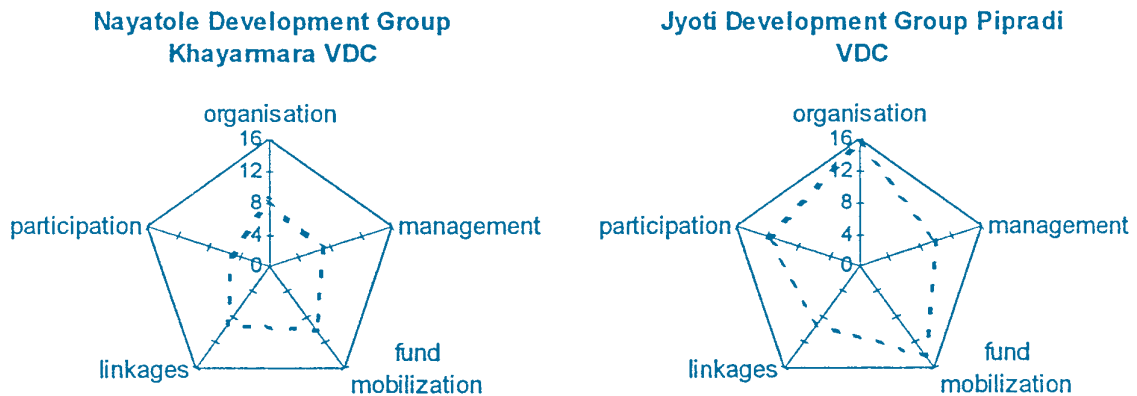 Nayatole Development Group
Khayarmara VDC
organisation
16
12
8
4
0
participation
management
linkages
fund
mobilization
Jyoti Development Group Pipradi
VDC
organisation
16
12
8
4
0
participation
management
linkages
fund
mobilization